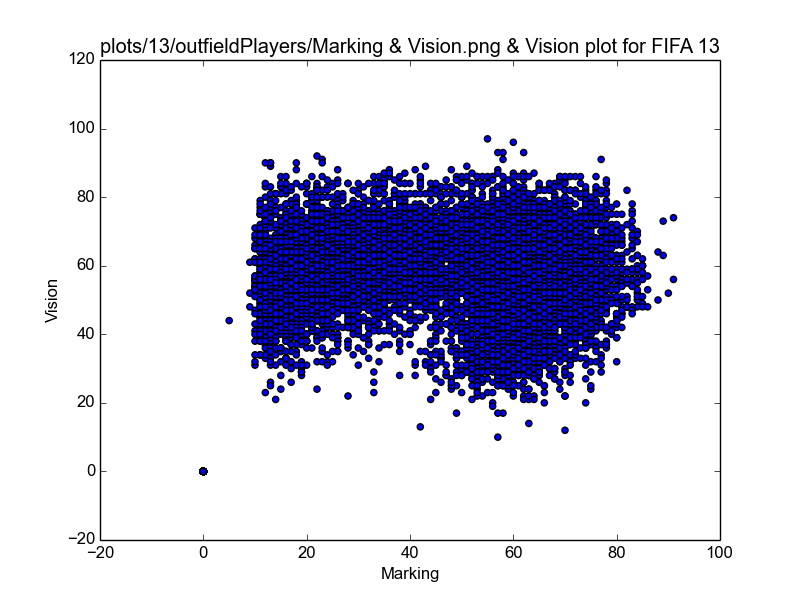 plots/13/outfieldPlayers/Marking & Vision.png & Vision plot for FIFA 13
120
100
80
60
40
20
0
−20
Vision
−20 0 20 40 60 80 100
Marking